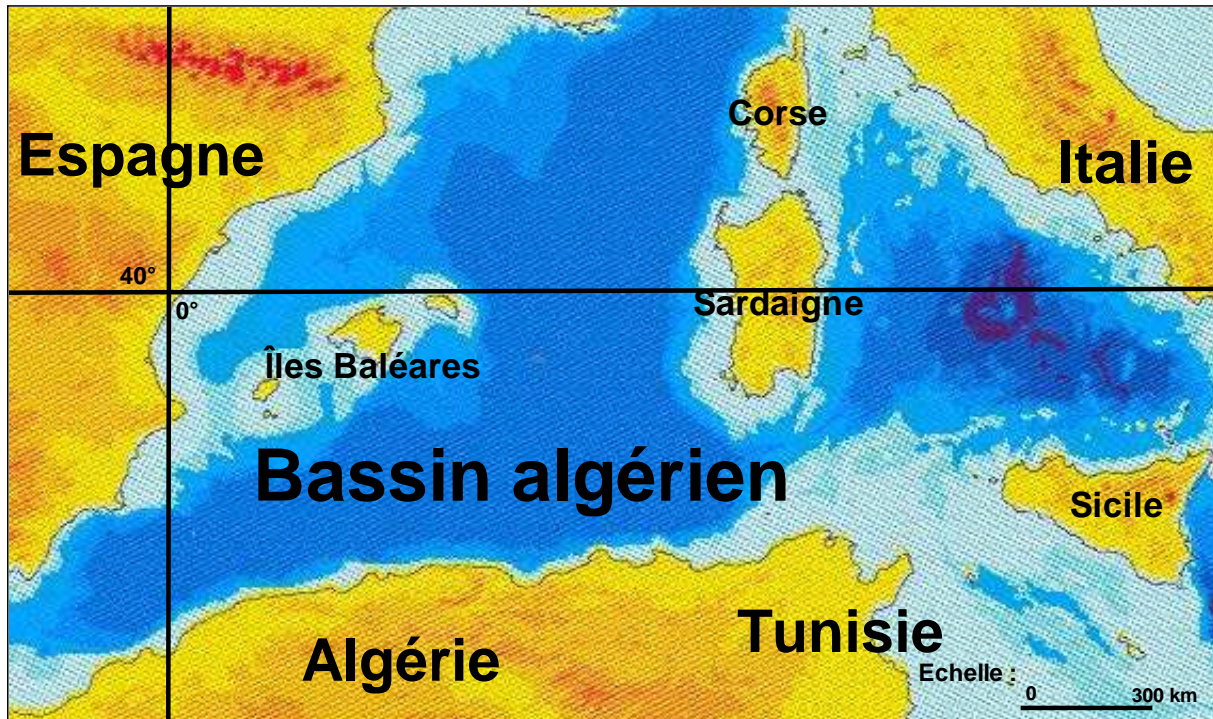 Corse
Espagne
Italie
40°
0°
Sardaigne
Îles Baléares
Bassin algérien
Sicile
Tunisie
Algérie
Echelle :
0 300 km